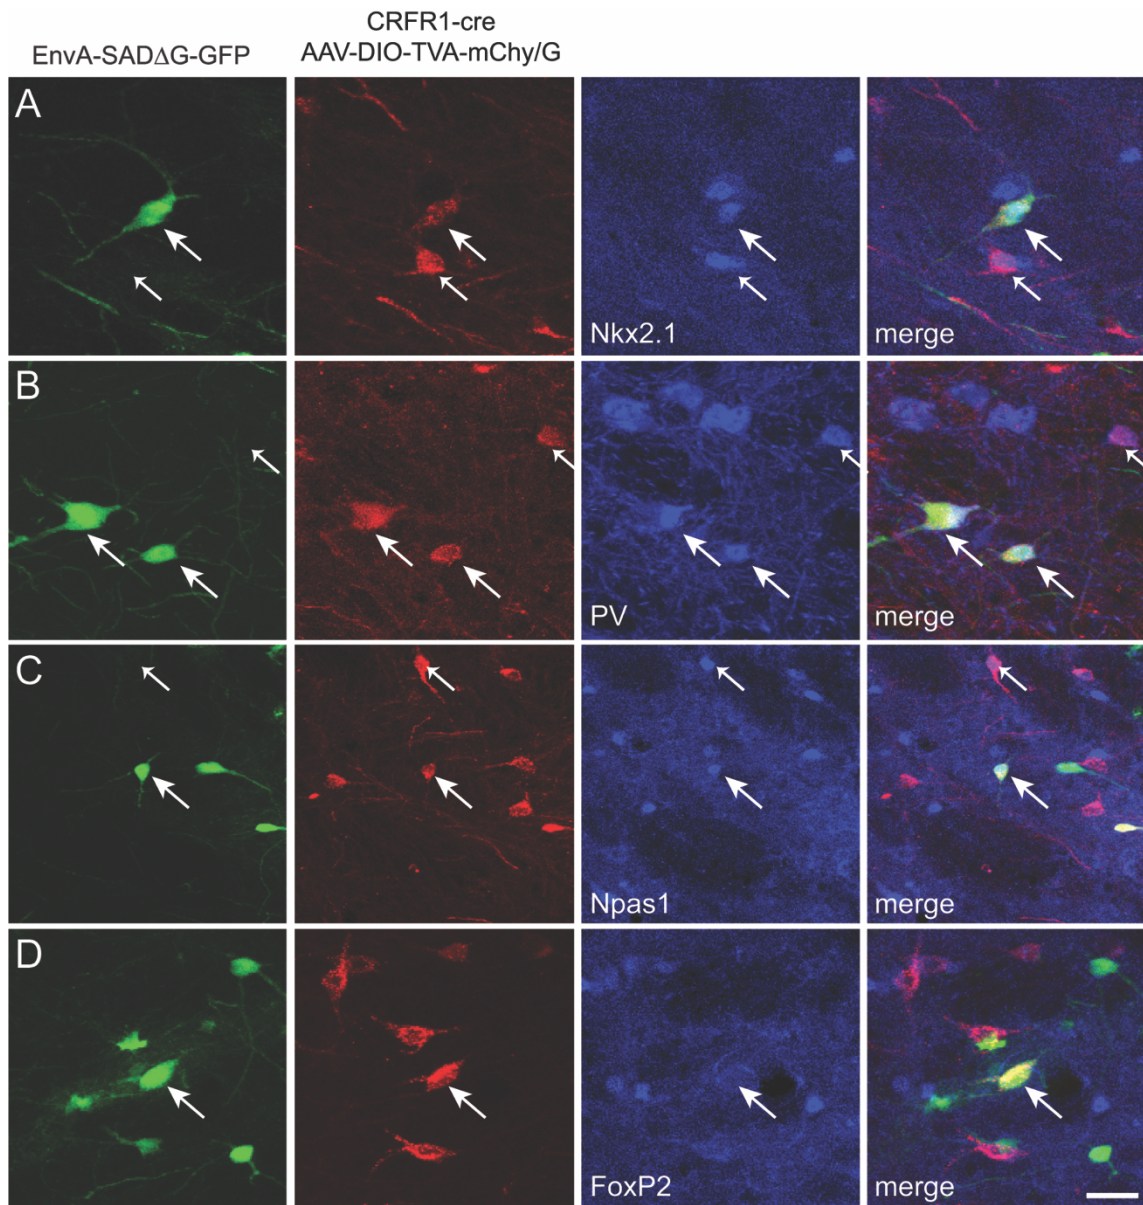 EnvA-SADΔG-GFP
CRFR1-cre
AAV-DIO-TVA-mChy/G
A
Nkx2.1
merge
B
PV
merge
C
Npas1
merge
D
FoxP2
merge